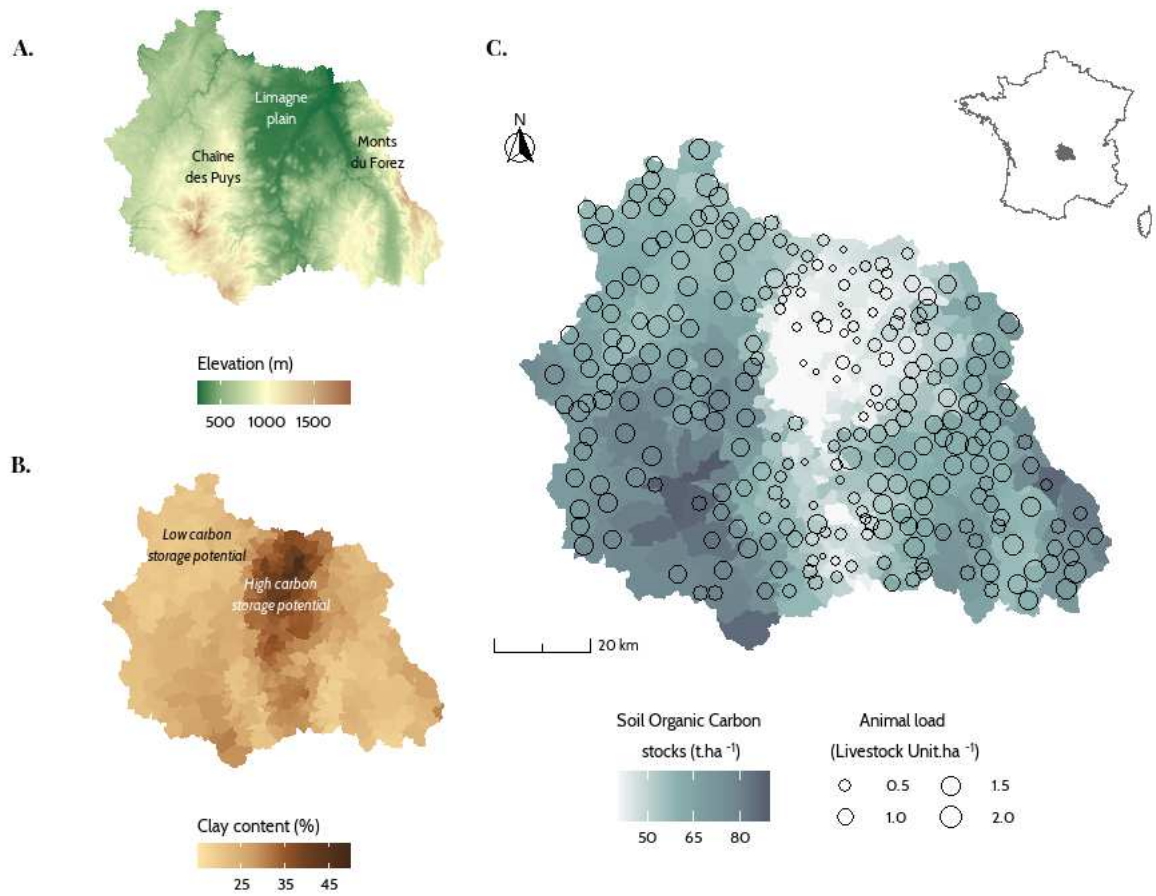 A.
Limagne
plain
Chaîne
des Puys
Monts
du Forez
Elevation (m)
500 1000 1500
B.
Low carbon
storage potential
High carbon
storage potential
Clay content (%)
25 35 45
C.
N
20 km
Soil Organic Carbon
stocks (t.ha -1)
50 65 80
Animal load
(Livestock Unit.ha -1)
0.5 1.5
1.0 2.0